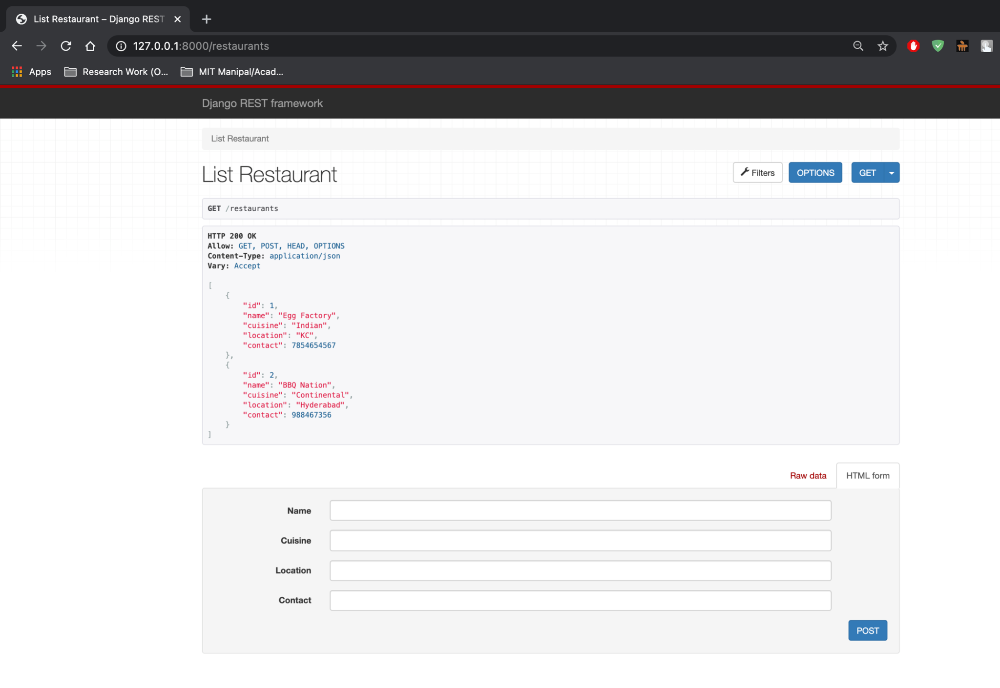 List Restaurant – Django REST
127.0.0.1:8000/restaurants
Apps
Research Work (O...
MIT Manipal/Acad...
Django REST framework
List Restaurant
List Restaurant
Filters
OPTIONS
GET
GET /restaurants
HTTP 200 OK
Allow: GET, POST, HEAD, OPTIONS
Content-Type: application/json
Vary: Accept
[
    {
        "id": 1,
        "name": "Egg Factory",
        "cuisine": "Indian",
        "location": "KC",
        "contact": 7854654567
    },
    {
        "id": 2,
        "name": "BBQ Nation",
        "cuisine": "Continental",
        "location": "Hyderabad",
        "contact": 988467356
    }
]
Raw data
HTML form
Name
Cuisine
Location
Contact
POST